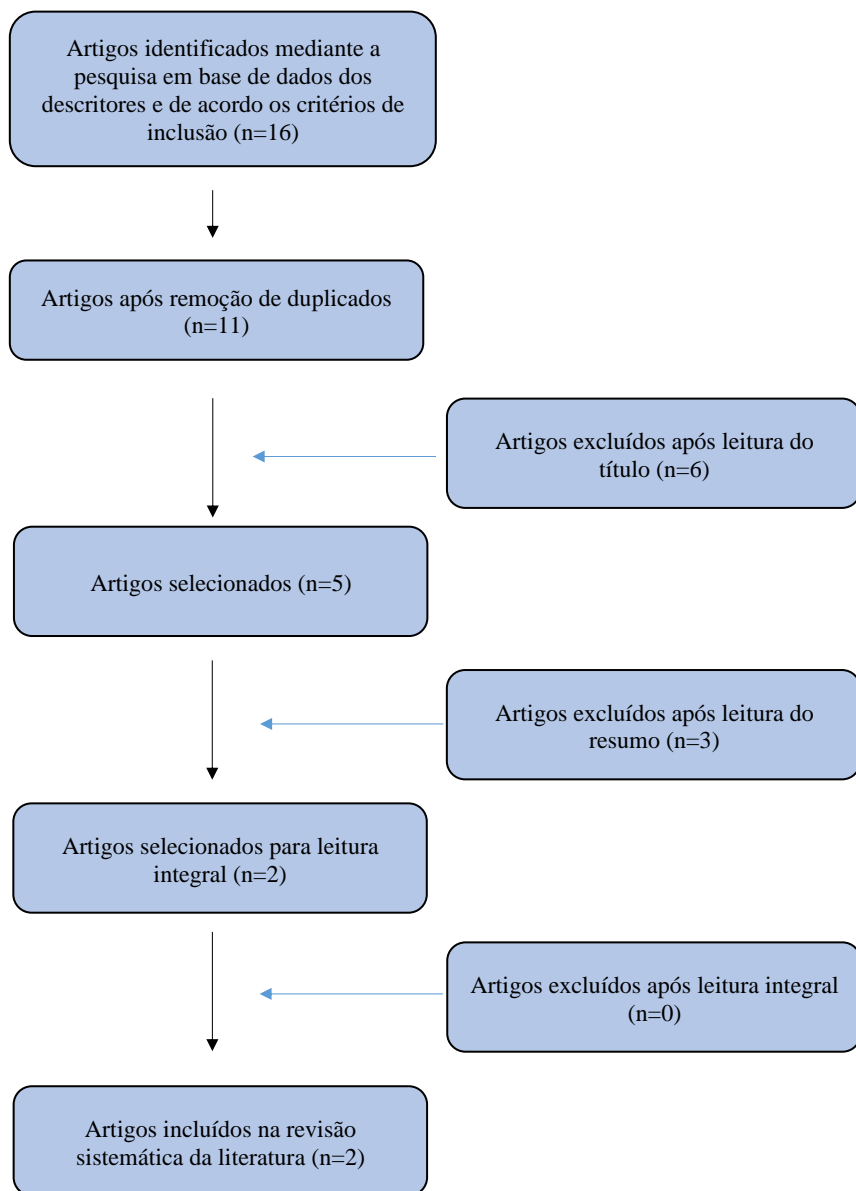 Artigos identificados mediante a
pesquisa em base de dados dos
descritores e de acordo os critérios de
inclusão (n=16)
Artigos após remoção de duplicados
(n=11)
Artigos excluídos após leitura do
título (n=6)
Artigos selecionados (n=5)
Artigos excluídos após leitura do
resumo (n=3)
Artigos selecionados para leitura
integral (n=2)
Artigos excluídos após leitura integral
(n=0)
Artigos incluídos na revisão
sistemática da literatura (n=2)